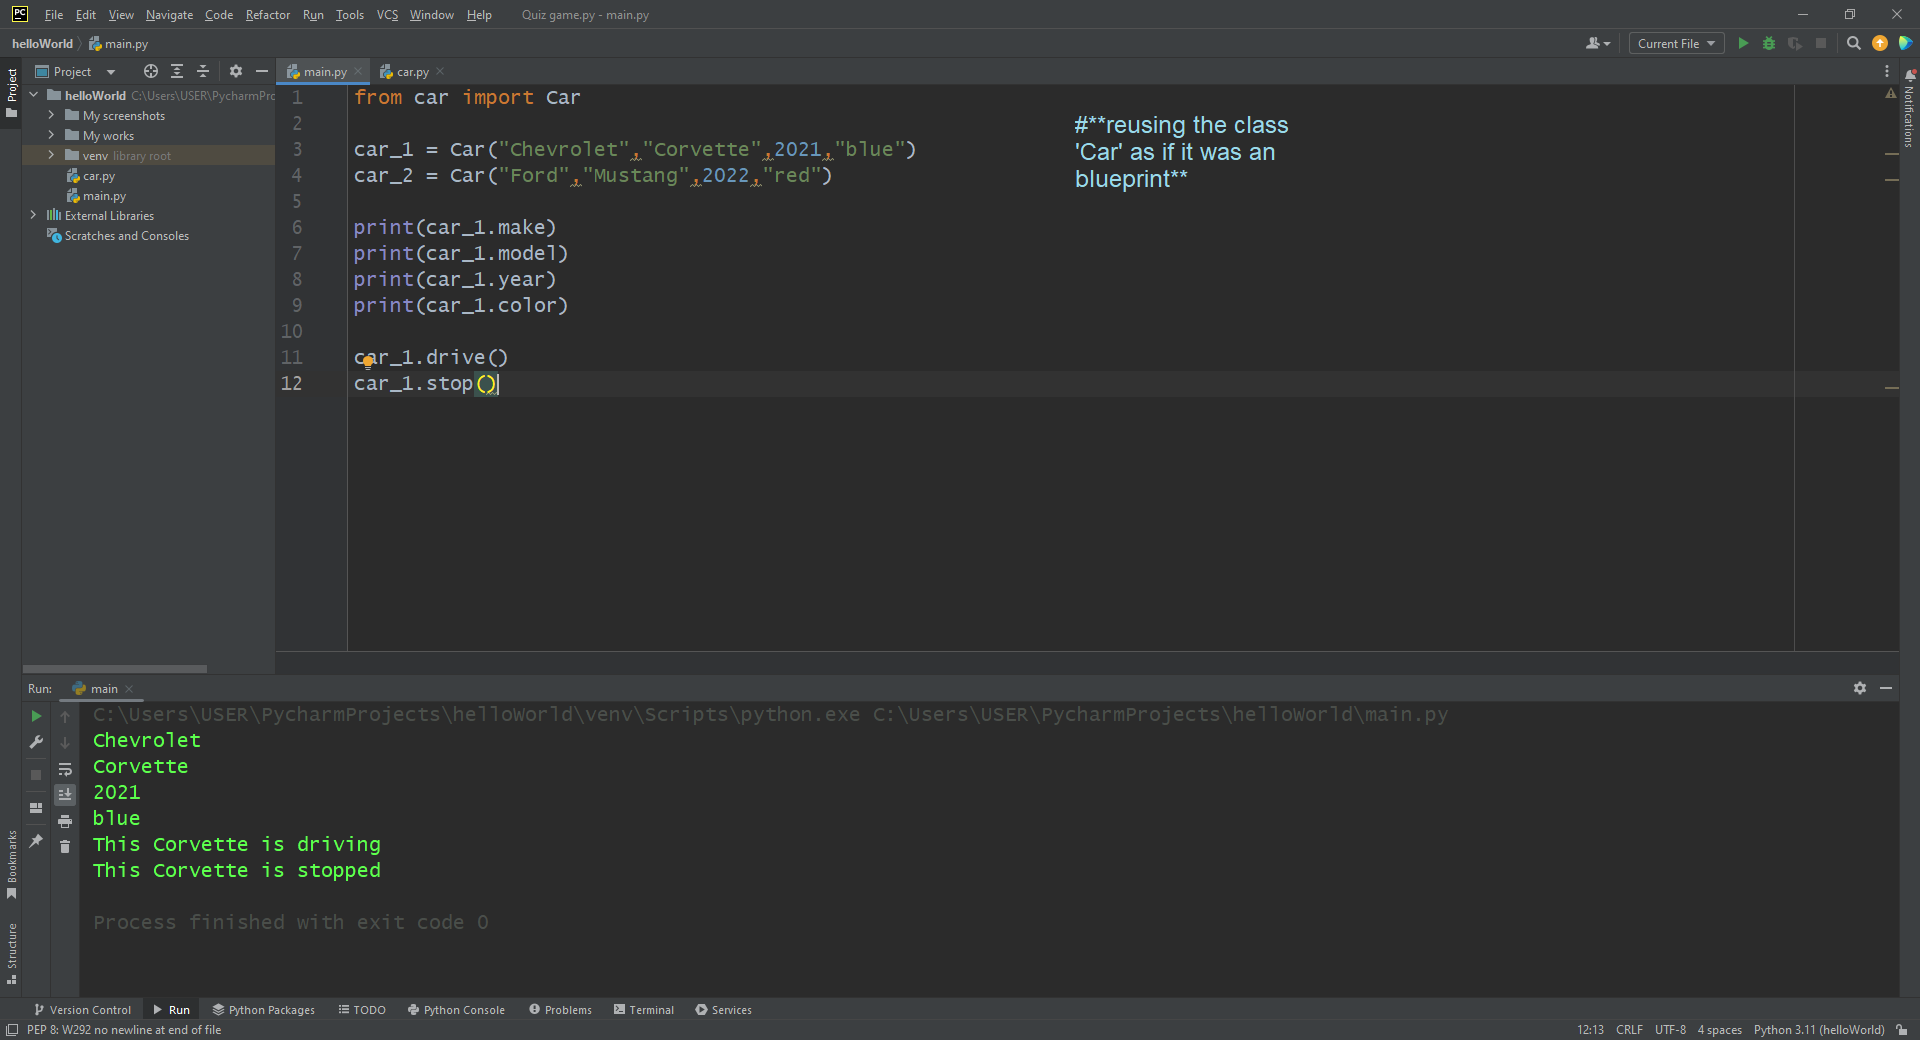 PC File Edit View Navigate Code Refactor Run Tools VCS Window Help Quiz game.py - main.py
helloWorld main.py Current File
Project
Project
main.py car.py
Notifications
helloWorld C:\Users\USER\PycharmPro
My screenshots
My works
venv library root
car.py
main.py
External Libraries
Scratches and Consoles
1 from car import Car
2
3 car_1 = Car("Chevrolet","Corvette",2021,"blue")
4 car_2 = Car("Ford","Mustang",2022,"red")
5
6 print(car_1.make)
7 print(car_1.model)
8 print(car_1.year)
9 print(car_1.color)
10
11 car_1.drive()
12 car_1.stop()
#**reusing the class
'Car' as if it was an
blueprint**
Run: main
C:\Users\USER\PycharmProjects\helloWorld\venv\Scripts\python.exe C:\Users\USER\PycharmProjects\helloWorld\main.py
Chevrolet
Corvette
2021
blue
This Corvette is driving
This Corvette is stopped
Process finished with exit code 0
Bookmarks
Structure
Version Control Run Python Packages TODO Python Console Problems Terminal Services
PEP 8: W292 no newline at end of file 12:13 CRLF UTF-8 4 spaces Python 3.11 (helloWorld)